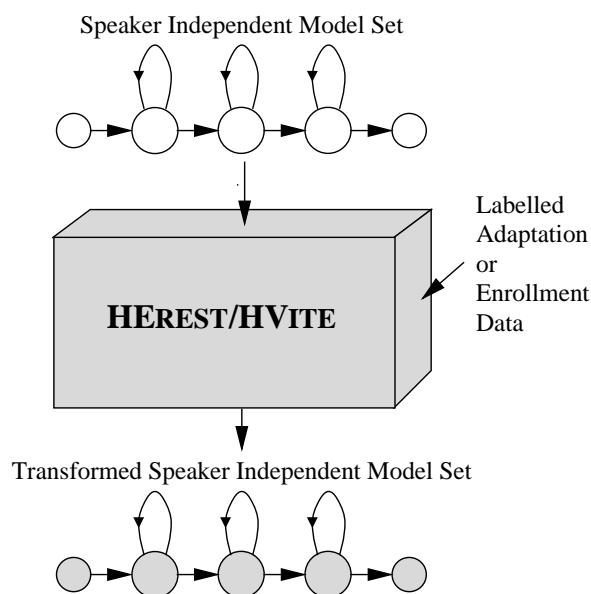 Speaker Independent Model Set
Labelled
Adaptation
or
Enrollment
Data
HEREST/HVITE
Transformed Speaker Independent Model Set